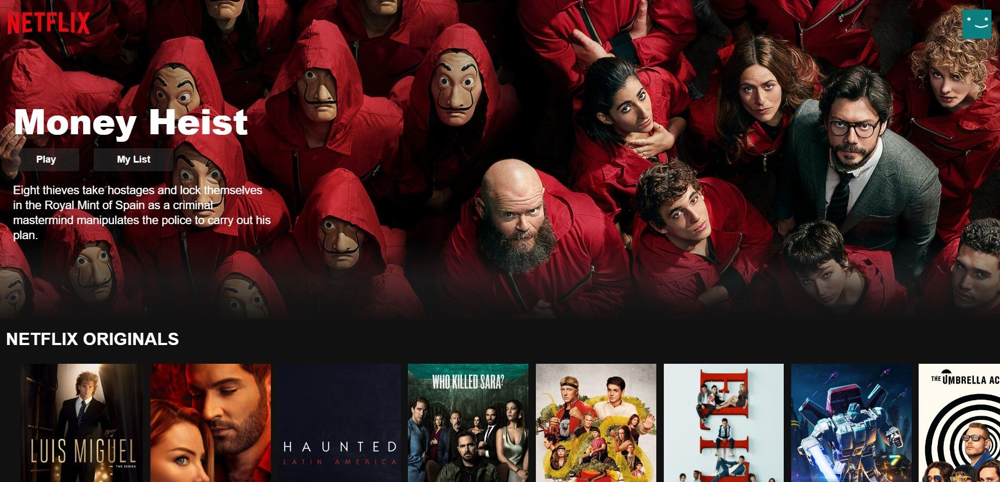 NETFLIX
Money Heist
Play
My List
Eight thieves take hostages and lock themselves
in the Royal Mint of Spain as a criminal
mastermind manipulates the police to carry out his
plan.
NETFLIX ORIGINALS
LUIS MIGUEL
THE SERIES
HAUNTED
LATIN AMERICA
WHO KILLED SARA?
THE UMBRELLA AC